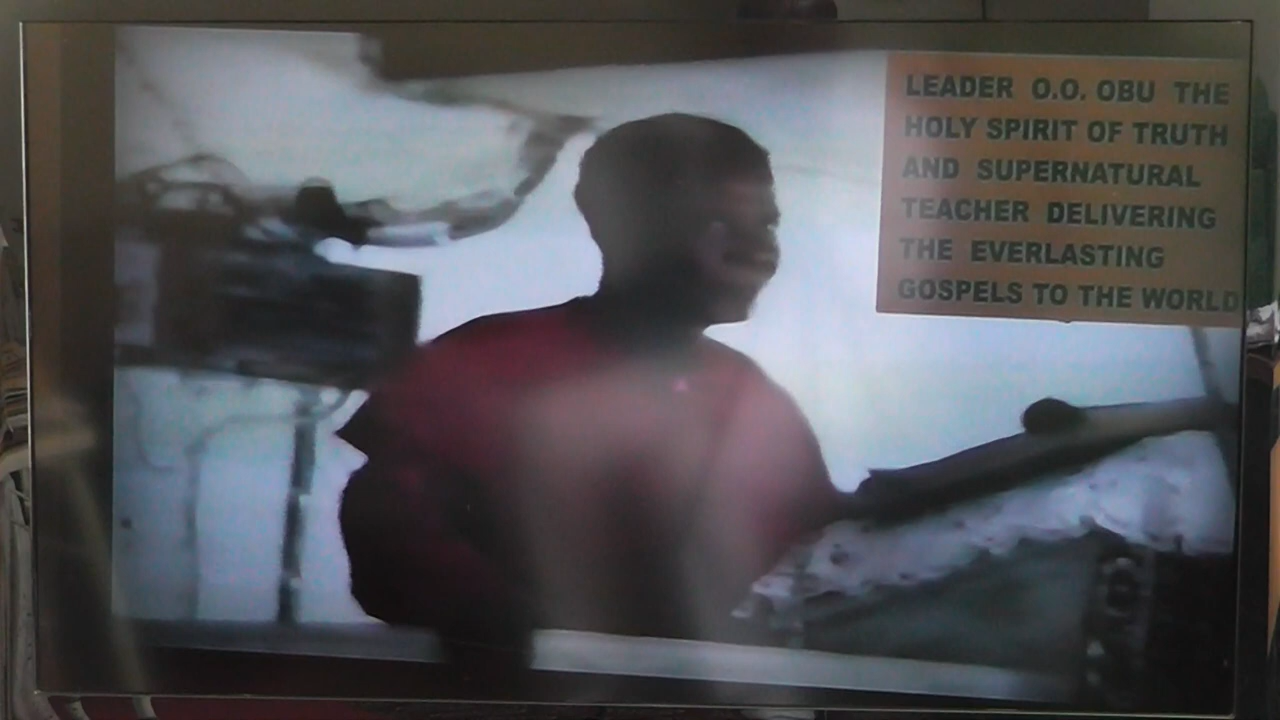 LEADER O.O. OBU THE
HOLY SPIRIT OF TRUTH
AND SUPERNATURAL
TEACHER DELIVERING
THE EVERLASTING
GOSPELS TO THE WORLD